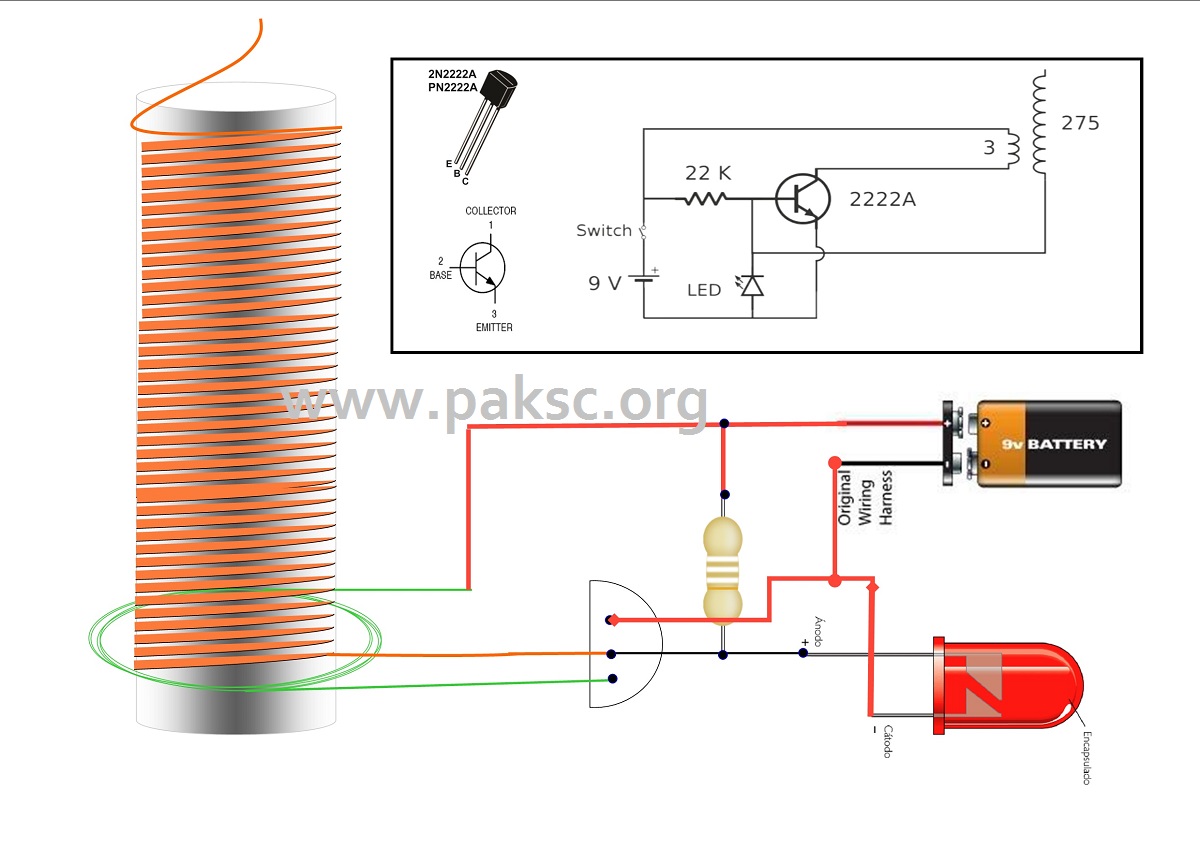 2N2222A
PN2222A
E
B
C
COLLECTOR
1
2
BASE
3
EMITTER
22 K
2222A
3
275
Switch
+
9 V
LED
www.paksc.org
+
-
+
-
9v BATTERY
Original
Wiring
Harness
Ánodo
+
-
Cátodo
Encapsulado